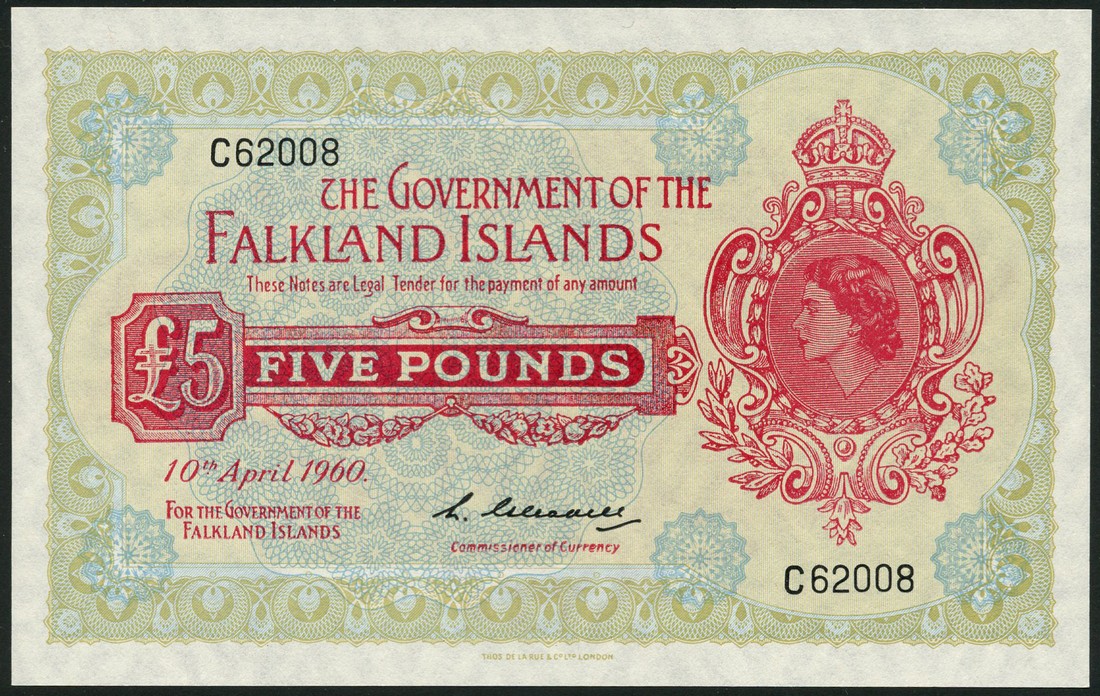 C62008
THE GOVERNMENT OF THE
FALKLAND ISLANDS
These Notes are Legal Tender for the payment of any amount
£5
FIVE POUNDS
10th April 1960.
FOR THE GOVERNMENT OF THE
FALKLAND ISLANDS
Commissioner of Currency
C62008
THOS DE LA RUE & CO LTD LONDON